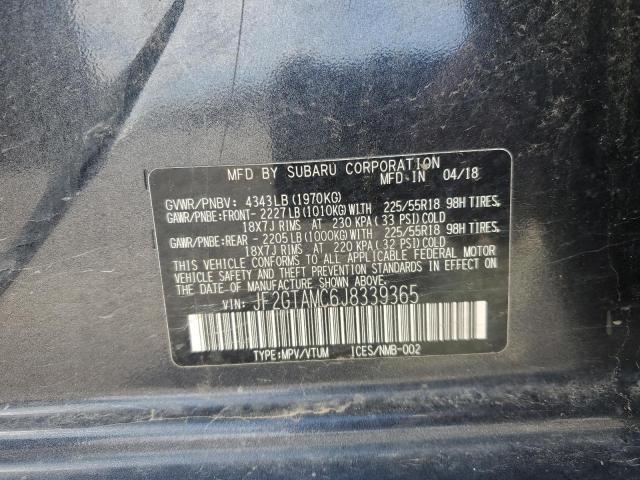 MFD BY SUBARU CORPORATION
MFD IN 04/18
GVWR/PNBV: 4343LB(1970KG)
GAWR/PNBE:FRONT-2227LB(1010KG)WITH 225/55R18 98H TIRES,
18X7J RIMS AT 230 KPA(33 PSI)COLD
GAWR/PNBE:REAR -2205LB(1000KG)WITH 225/55R18 98H TIRES,
18X7J RIMS AT 220 KPA(32 PSI)COLD
THIS VEHICLE CONFORMS TO ALL APPLICABLE FEDERAL MOTOR
VEHICLE SAFETY AND THEFT PREVENTION STANDARDS IN EFFECT ON
THE DATE OF MANUFACTURE SHOWN ABOVE.
VIN: JF2GTAMC6J8339365
TYPE:MPV/VTUM ICES/NMB-002